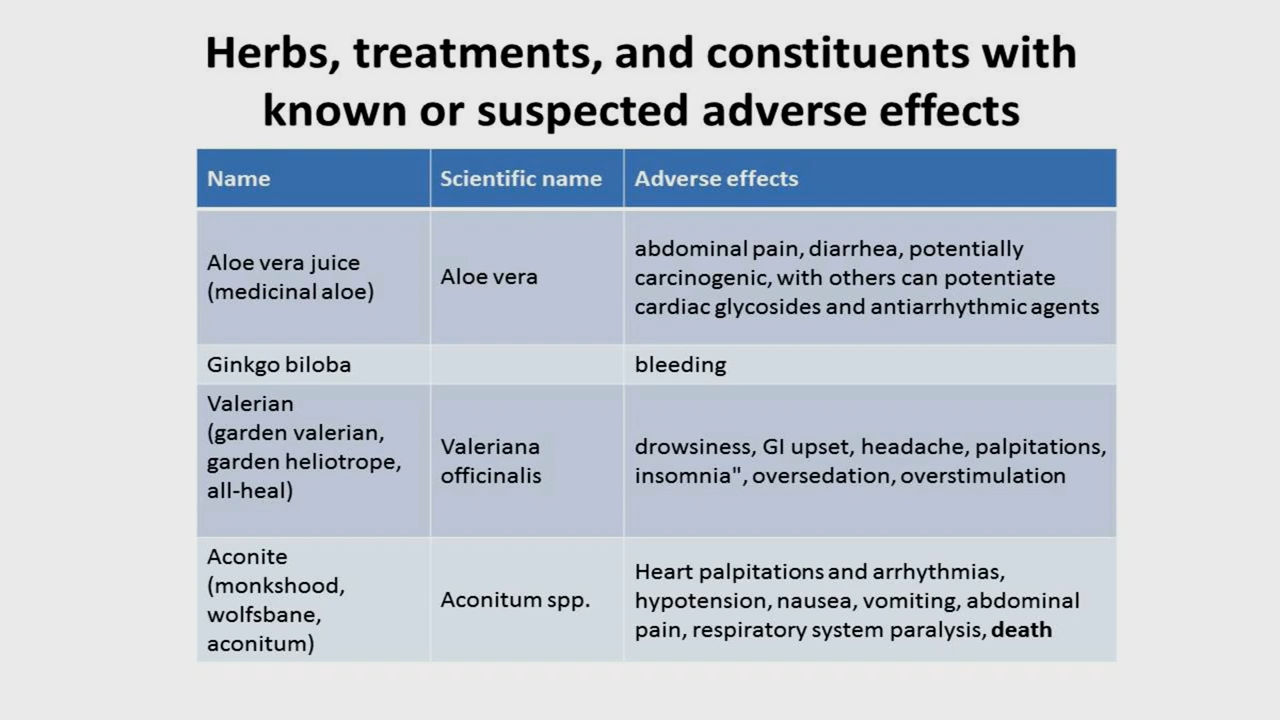 Herbs, treatments, and constituents with
known or suspected adverse effects
Name
Scientific name
Adverse effects
Aloe vera juice
(medicinal aloe)
Aloe vera
abdominal pain, diarrhea, potentially
carcinogenic, with others can potentiate
cardiac glycosides and antiarrhythmic agents
Ginkgo biloba
bleeding
Valerian
(garden valerian,
garden heliotrope,
all-heal)
Valeriana
officinalis
drowsiness, GI upset, headache, palpitations,
insomnia", oversedation, overstimulation
Aconite
(monkshood,
wolfsbane,
aconitum)
Aconitum spp.
Heart palpitations and arrhythmias,
hypotension, nausea, vomiting, abdominal
pain, respiratory system paralysis, death